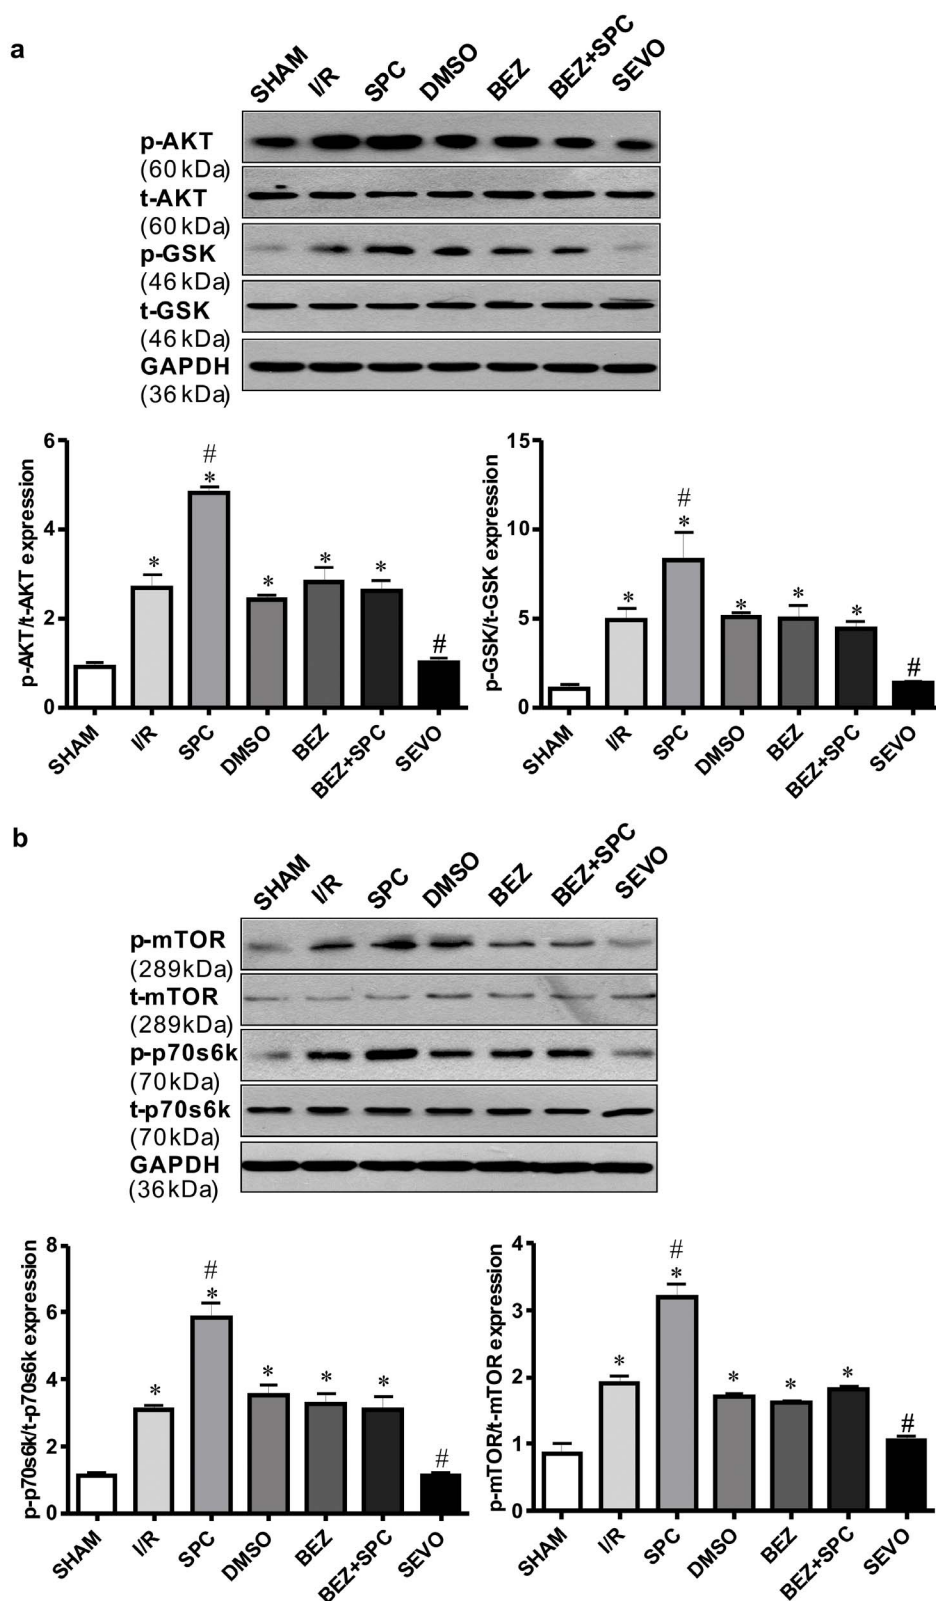 a
SHAM I/R SPC DMSO BEZ BEZ+SPC SEVO
p-AKT
(60 kDa)
t-AKT
(60 kDa)
p-GSK
(46 kDa)
t-GSK
(46 kDa)
GAPDH
(36 kDa)
p-AKT/t-AKT expression
6
4
2
0
#
*
*
*
*
*
#
SHAM I/R SPC DMSO BEZ BEZ+SPC SEVO
p-GSK/t-GSK expression
15
10
5
0
#
*
*
*
*
*
#
SHAM I/R SPC DMSO BEZ BEZ+SPC SEVO
b
SHAM I/R SPC DMSO BEZ BEZ+SPC SEVO
p-mTOR
(289kDa)
t-mTOR
(289kDa)
p-p70s6k
(70kDa)
t-p70s6k
(70kDa)
GAPDH
(36kDa)
p-p70s6k/t-p70s6k expression
8
6
4
2
0
#
*
*
*
*
*
#
SHAM I/R SPC DMSO BEZ BEZ+SPC SEVO
p-mTOR/t-mTOR expression
4
3
2
1
0
#
*
*
*
*
*
#
SHAM I/R SPC DMSO BEZ BEZ+SPC SEVO